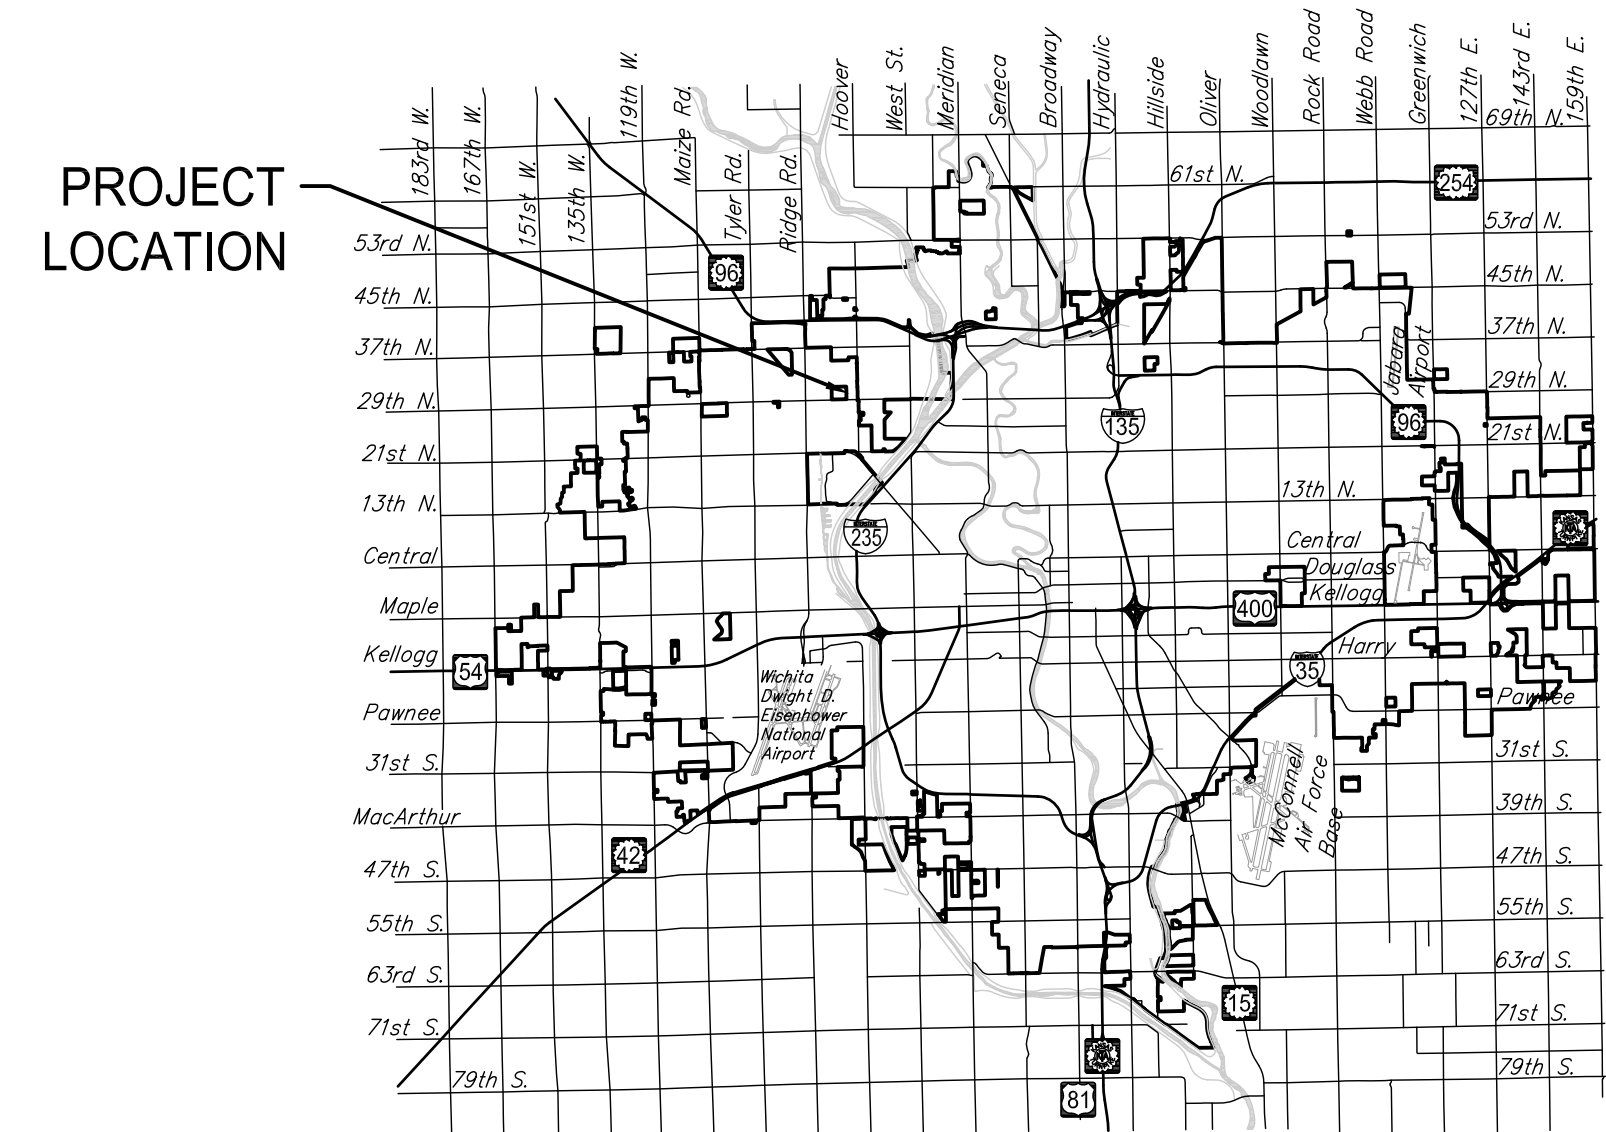 PROJECT
LOCATION
183rd W.
167th W.
151st W.
135th W.
119th W.
Maize Rd.
Tyler Rd.
Ridge Rd.
Hoover
West St.
Meridian
Seneca
Broadway
Hydraulic
Hillside
Oliver
Woodlawn
Rock Road
Webb Road
Greenwich
127th E.
143rd E.
159th E.
69th N.
61st N.
254
53rd N.
53rd N.
96
45th N.
45th N.
37th N.
37th N.
Jabara
Airport
29th N.
29th N.
INTERSTATE
135
96
21st N.
21st N.
13th N.
13th N.
INTERSTATE
235
Central
Central
Douglass
Kellogg
Maple
400
Kellogg
54
Harry
INTERSTATE
35
Wichita
Dwight D.
Eisenhower
National
Airport
Pawnee
Pawnee
31st S.
31st S.
McConnell
Air Force
Base
MacArthur
39th S.
42
47th S.
47th S.
55th S.
55th S.
63rd S.
63rd S.
15
71st S.
71st S.
79th S.
79th S.
81